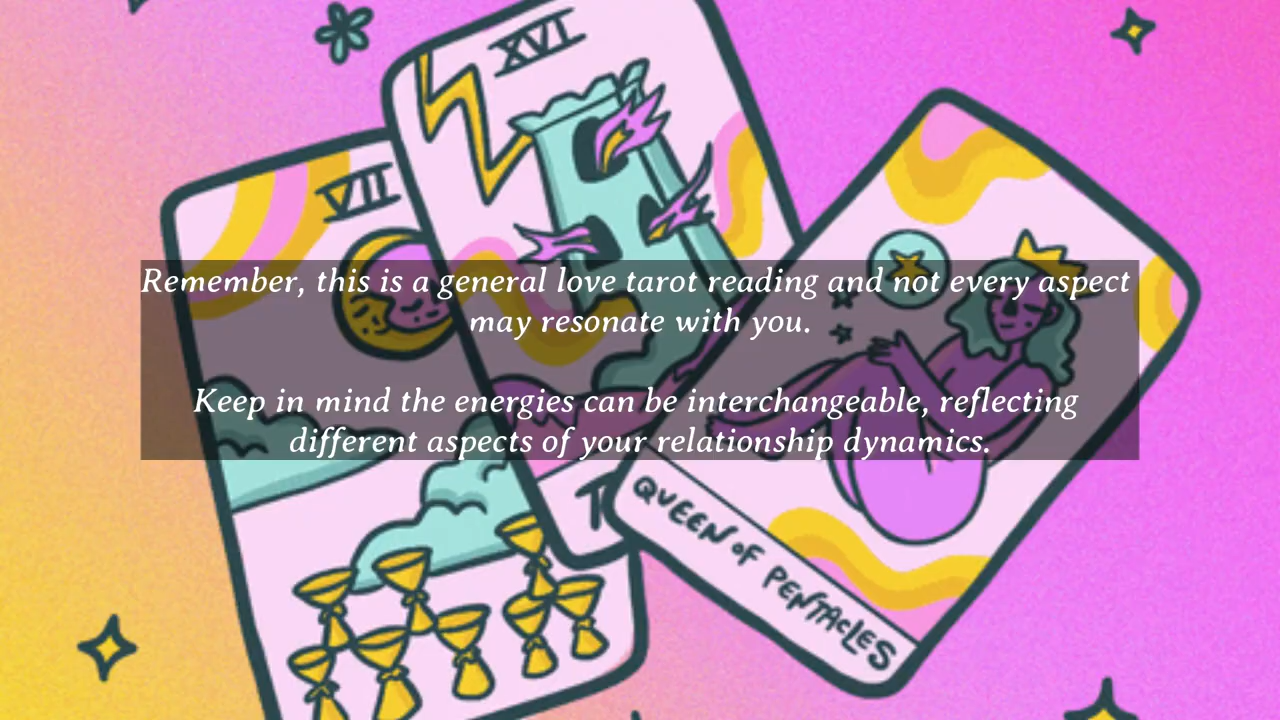 XVI
VII
Remember, this is a general love tarot reading and not every aspect
may resonate with you.
Keep in mind the energies can be interchangeable, reflecting
different aspects of your relationship dynamics.
T
QUEEN OF PENTACLES